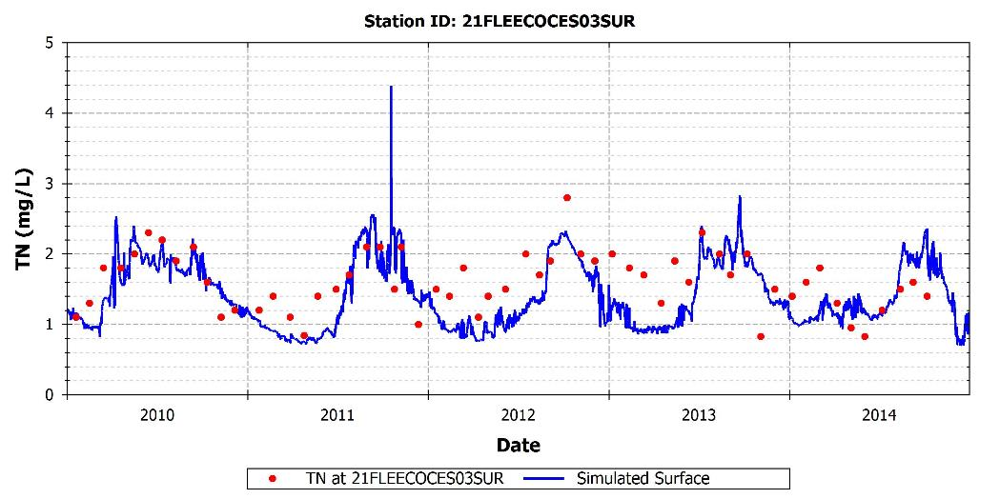 Station ID: 21FLEECOCES03SUR
5
4
3
2
1
0
TN (mg/L)
2010 2011 2012 2013 2014
Date
TN at 21FLEECOCES03SUR Simulated Surface